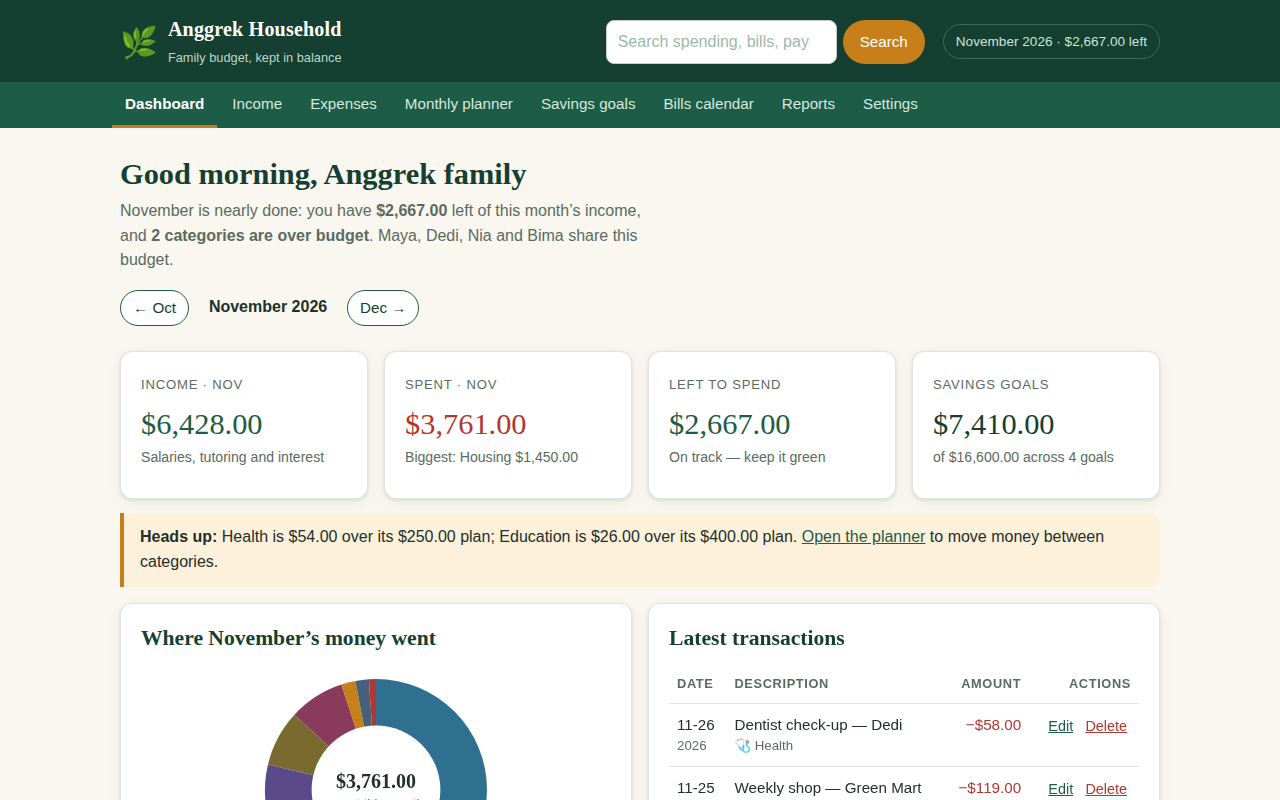 Anggrek Household
Family budget, kept in balance
Search spending, bills, pay
Search
November 2026 · $2,667.00 left
Dashboard Income Expenses Monthly planner Savings goals Bills calendar Reports Settings
Good morning, Anggrek family
November is nearly done: you have $2,667.00 left of this month’s income,
and 2 categories are over budget. Maya, Dedi, Nia and Bima share this
budget.
← Oct November 2026 Dec →
INCOME · NOV
$6,428.00
Salaries, tutoring and interest
SPENT · NOV
$3,761.00
Biggest: Housing $1,450.00
LEFT TO SPEND
$2,667.00
On track — keep it green
SAVINGS GOALS
$7,410.00
of $16,600.00 across 4 goals
Heads up: Health is $54.00 over its $250.00 plan; Education is $26.00 over its $400.00 plan. Open the planner to move money between
categories.
Where November’s money went
$3,761.00
Latest transactions
DATE DESCRIPTION AMOUNT ACTIONS
11-26 Dentist check-up — Dedi −$58.00 Edit Delete
2026 Health
11-25 Weekly shop — Green Mart −$119.00 Edit Delete